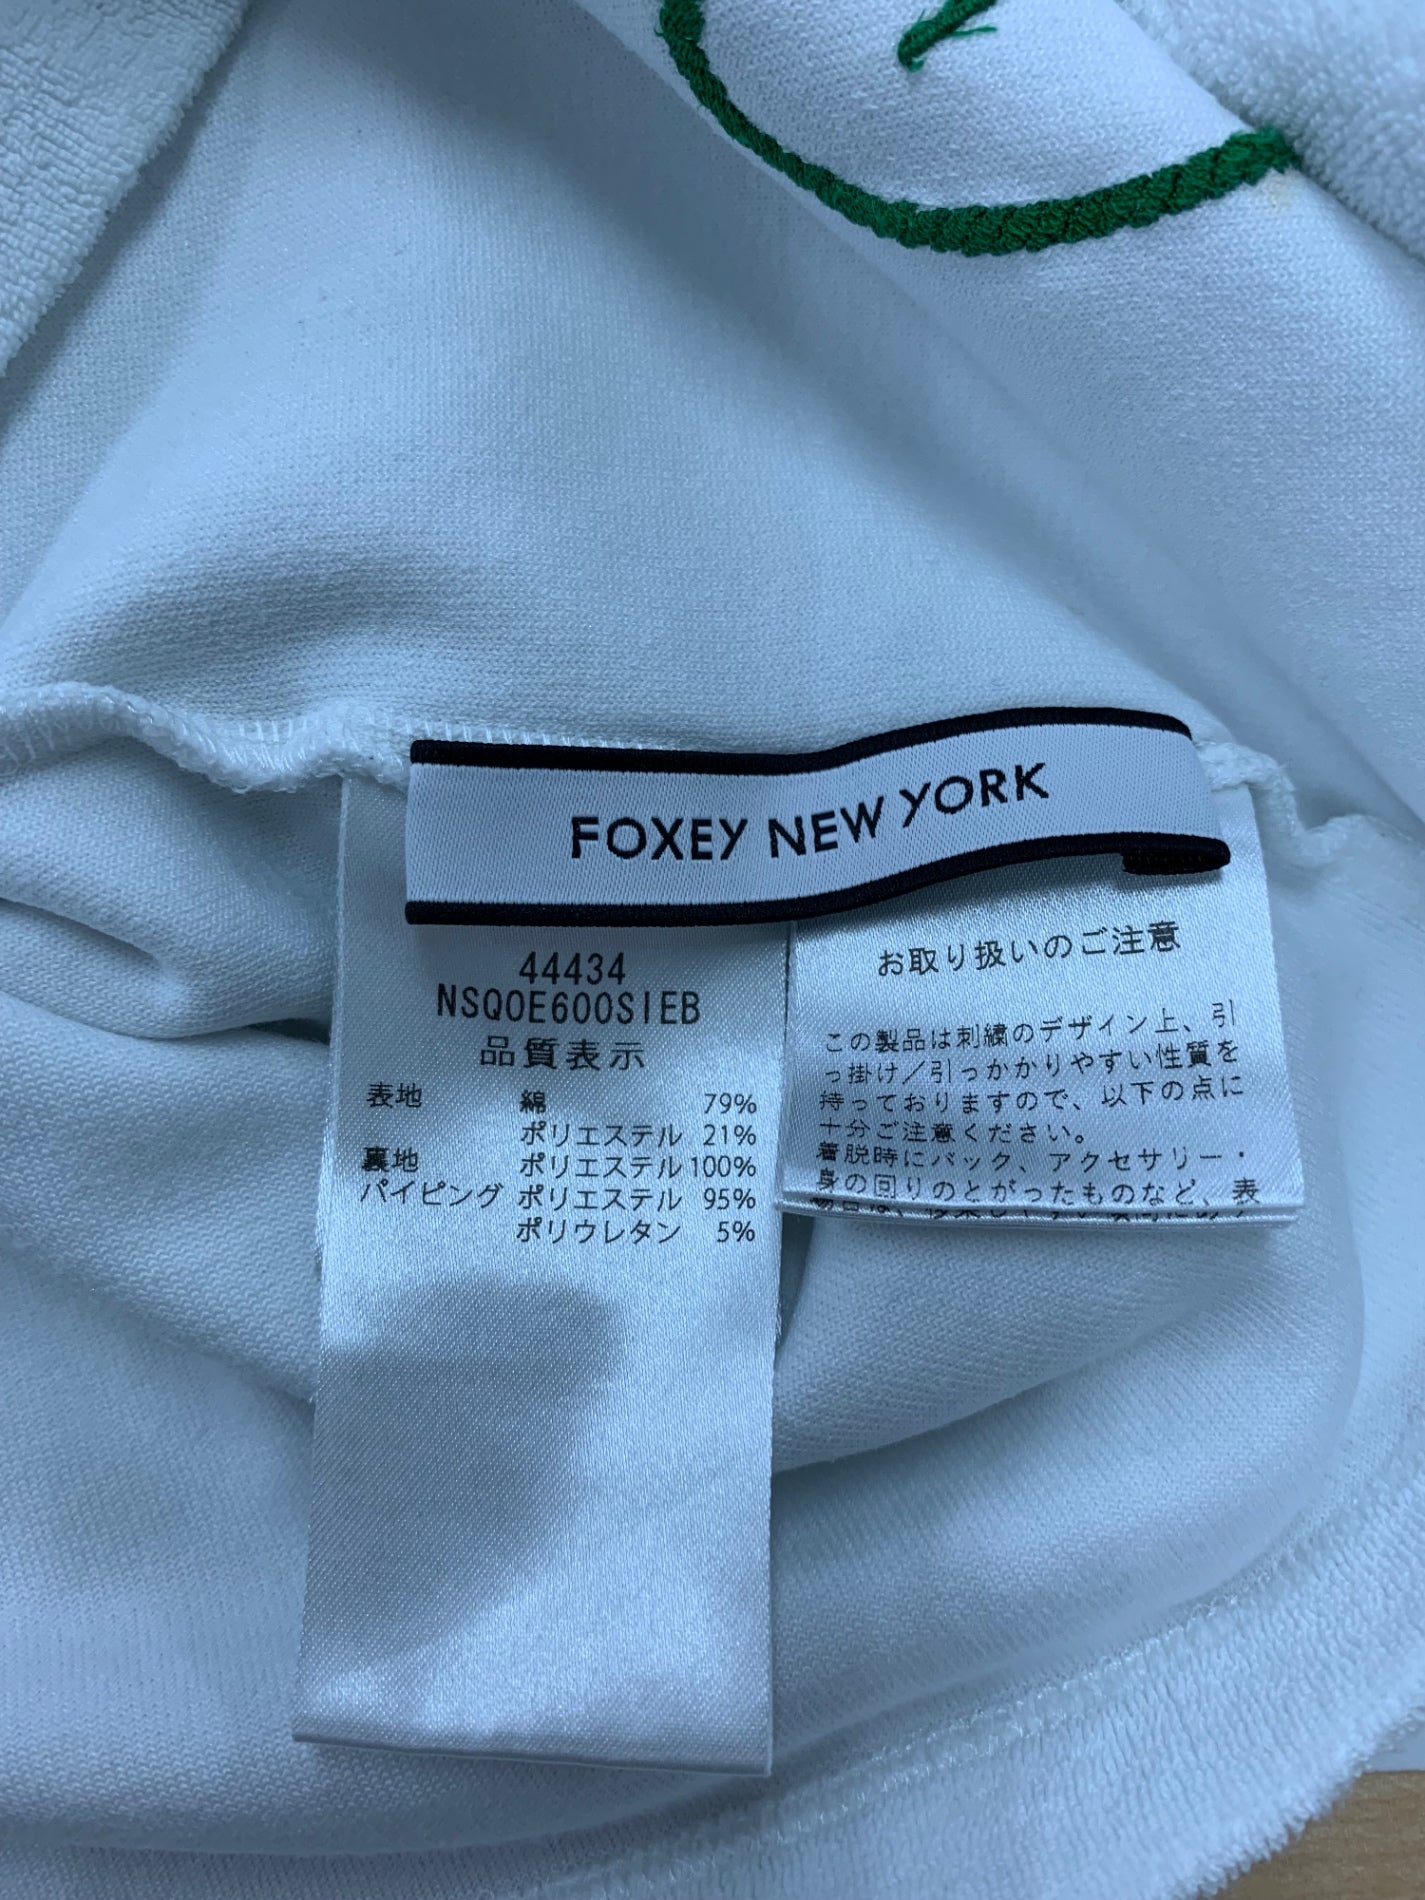 FOXEY NEW YORK
44434
NSQOE600SIEB
品質表示
表地 綿 79%
ポリエステル 21%
裏地 ポリエステル 100%
パイピング ポリエステル 95%
ポリウレタン 5%
お取り扱いのご注意
この製品は刺繍のデザイン上、引
っ掛け/引っかかりやすい性質を
持っておりますので、以下の点に
十分ご注意ください。
着脱時にバック、アクセサリー・
身の回りのとがったものなど、表